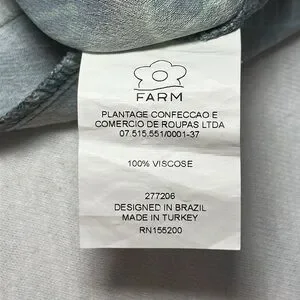 FARM
PLANTAGE CONFECCAO E
COMERCIO DE ROUPAS LTDA
07.515.551/0001-37
100% VISCOSE
277206
DESIGNED IN BRAZIL
MADE IN TURKEY
RN155200